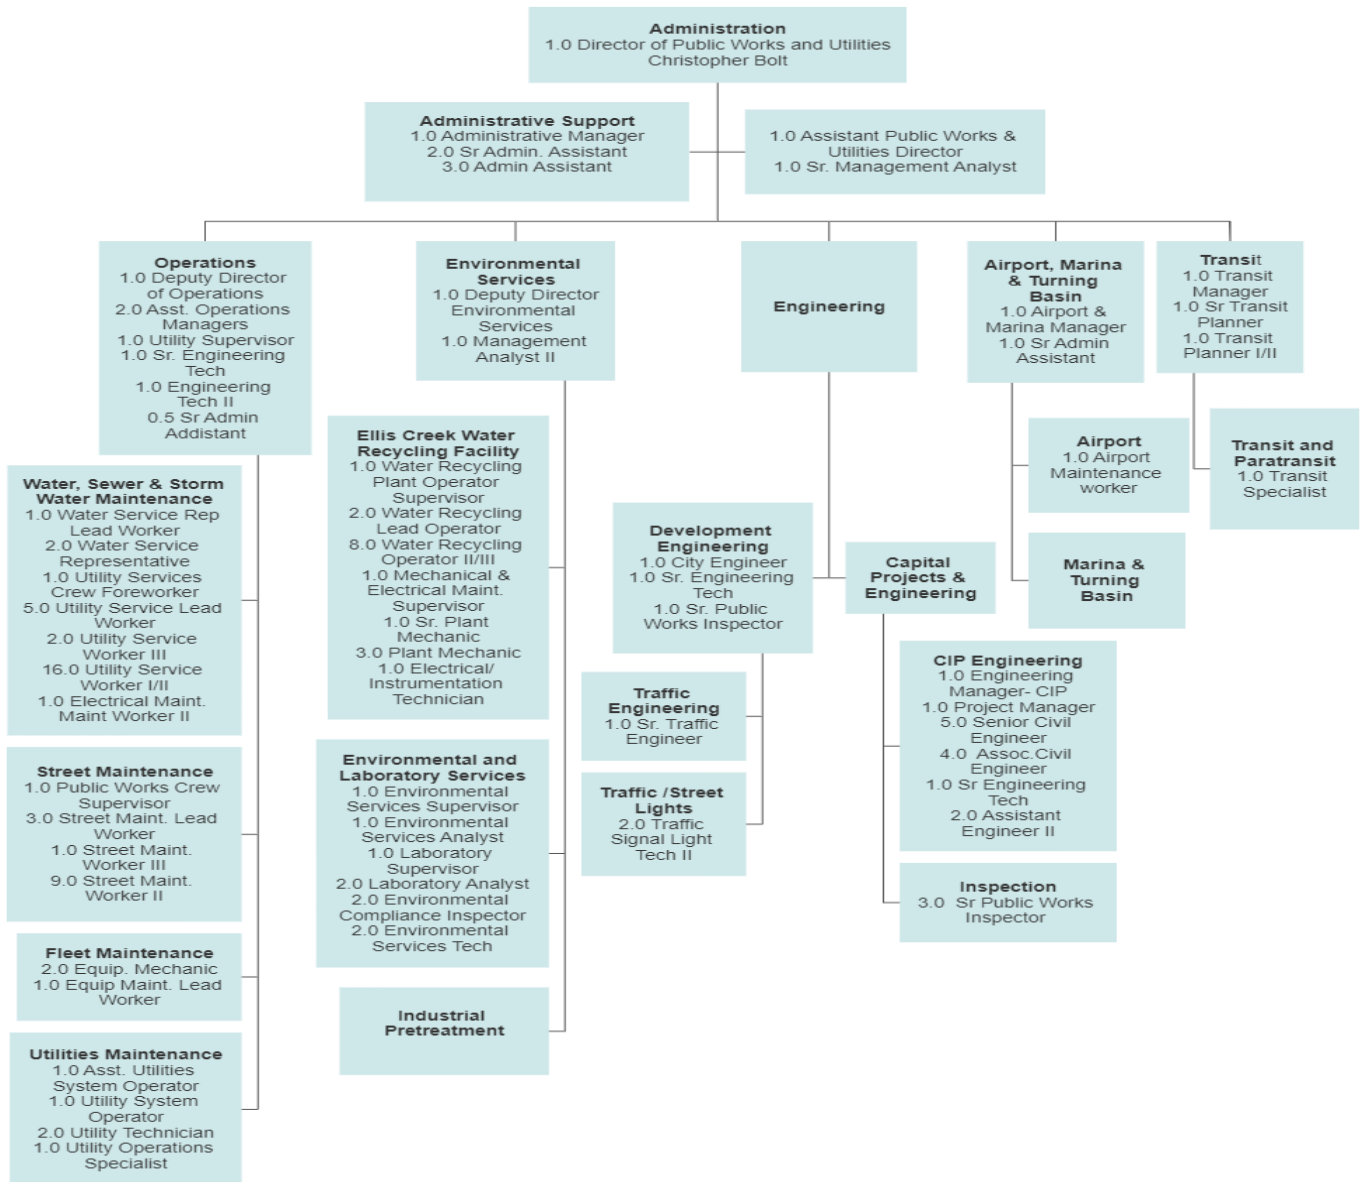 Administration
1.0 Director of Public Works and Utilities
Christopher Bolt
Administrative Support
1.0 Administrative Manager
2.0 Sr Admin. Assistant
3.0 Admin Assistant
1.0 Assistant Public Works &
Utilities Director
1.0 Sr. Management Analyst
Operations
1.0 Deputy Director
of Operations
2.0 Asst. Operations
Managers
1.0 Utility Supervisor
1.0 Sr. Engineering
Tech
1.0 Engineering
Tech II
0.5 Sr Admin
Addistant
Water, Sewer & Storm
Water Maintenance
1.0 Water Service Rep
Lead Worker
2.0 Water Service
Representative
1.0 Utility Services
Crew Foreworker
5.0 Utility Service Lead
Worker
2.0 Utility Service
Worker III
16.0 Utility Service
Worker I/II
1.0 Electrical Maint.
Maint Worker II
Street Maintenance
1.0 Public Works Crew
Supervisor
3.0 Street Maint. Lead
Worker
1.0 Street Maint.
Worker III
9.0 Street Maint.
Worker II
Fleet Maintenance
2.0 Equip. Mechanic
1.0 Equip Maint. Lead
Worker
Utilities Maintenance
1.0 Asst. Utilities
System Operator
1.0 Utility System
Operator
2.0 Utility Technician
1.0 Utility Operations
Specialist
Environmental
Services
1.0 Deputy Director
Environmental
Services
1.0 Management
Analyst II
Ellis Creek Water
Recycling Facility
1.0 Water Recycling
Plant Operator
Supervisor
2.0 Water Recycling
Lead Operator
8.0 Water Recycling
Operator II/III
1.0 Mechanical &
Electrical Maint.
Supervisor
1.0 Sr. Plant
Mechanic
3.0 Plant Mechanic
1.0 Electrical/
Instrumentation
Technician
Environmental and
Laboratory Services
1.0 Environmental
Services Supervisor
1.0 Environmental
Services Analyst
1.0 Laboratory
Supervisor
2.0 Laboratory Analyst
2.0 Environmental
Compliance Inspector
2.0 Environmental
Services Tech
Industrial
Pretreatment
Engineering
Development
Engineering
1.0 City Engineer
1.0 Sr. Engineering
Tech
1.0 Sr. Public
Works Inspector
Traffic
Engineering
1.0 Sr. Traffic
Engineer
Traffic /Street
Lights
2.0 Traffic
Signal Light
Tech II
Capital
Projects &
Engineering
CIP Engineering
1.0 Engineering
Manager- CIP
1.0 Project Manager
5.0 Senior Civil
Engineer
4.0 Assoc.Civil
Engineer
1.0 Sr Engineering
Tech
2.0 Assistant
Engineer II
Inspection
3.0 Sr Public Works
Inspector
Airport, Marina
& Turning
Basin
1.0 Airport &
Marina Manager
1.0 Sr Admin
Assistant
Airport
1.0 Airport
Maintenance
worker
Marina &
Turning
Basin
Transit
1.0 Transit
Manager
1.0 Sr Transit
Planner
1.0 Transit
Planner I/II
Transit and
Paratransit
1.0 Transit
Specialist